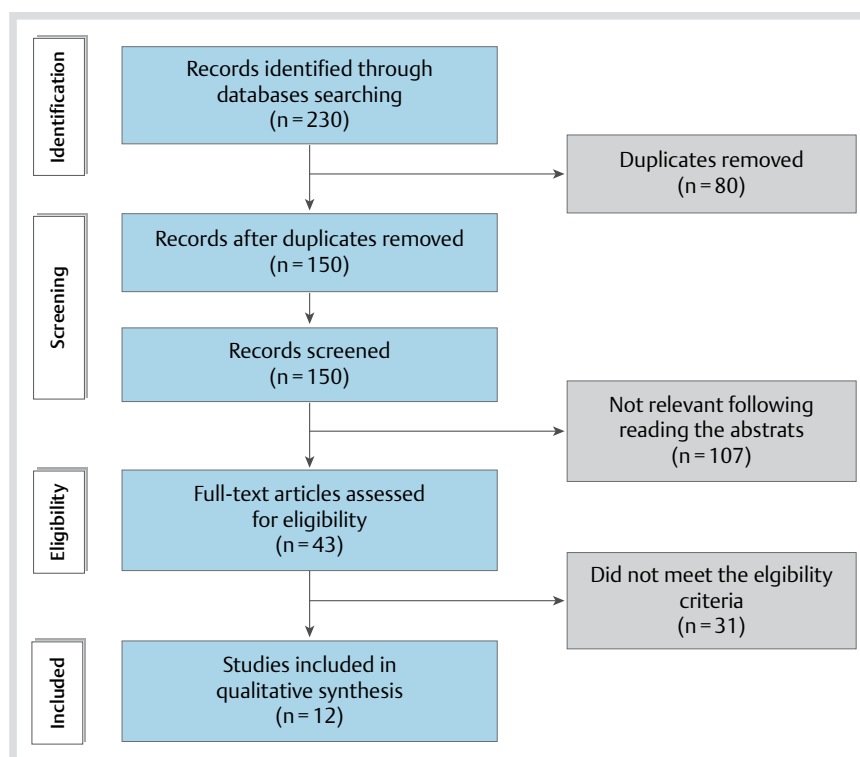 Identification
Records identified through
databases searching
(n = 230)
Duplicates removed
(n = 80)
Screening
Records after duplicates removed
(n = 150)
Records screened
(n = 150)
Not relevant following
reading the abstrats
(n = 107)
Eligibility
Full-text articles assessed
for eligibility
(n = 43)
Did not meet the elgibility
criteria
(n = 31)
Included
Studies included in
qualitative synthesis
(n = 12)